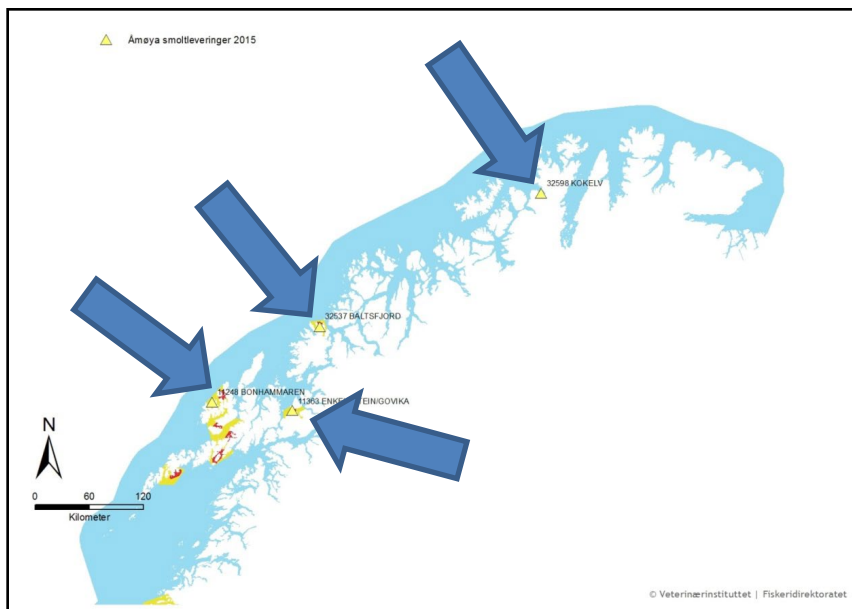 Åmøya smoltleveringer 2015
32598 KOKELV
32537 BALTSFJORD
11248 BONHAMMAREN
N
0 60 120
Kilometer
© Veterinærinstituttet | Fiskeridirektoratet